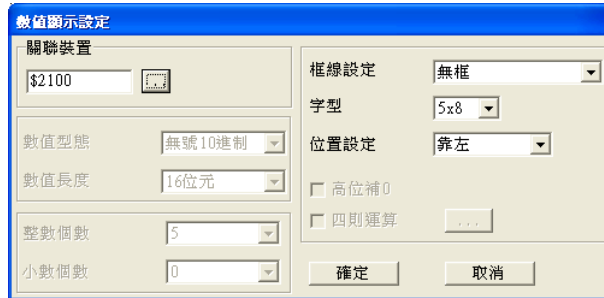 數值顯示設定
關聯裝置
$2100
...
數值型態
無號10進制
數值長度
16位元
整數個數
5
小數個數
0
框線設定
無框
字型
5x8
位置設定
靠左
高位補0
四則運算
...
確定
取消